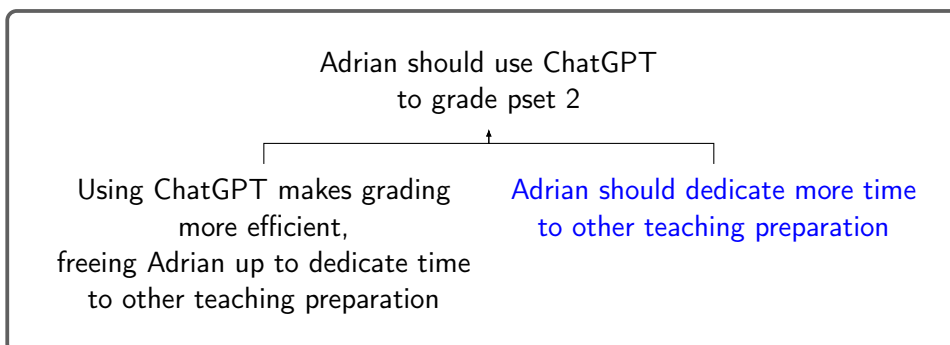 Adrian should use ChatGPT
to grade pset 2
Using ChatGPT makes grading
more efficient,
freeing Adrian up to dedicate time
to other teaching preparation
Adrian should dedicate more time
to other teaching preparation